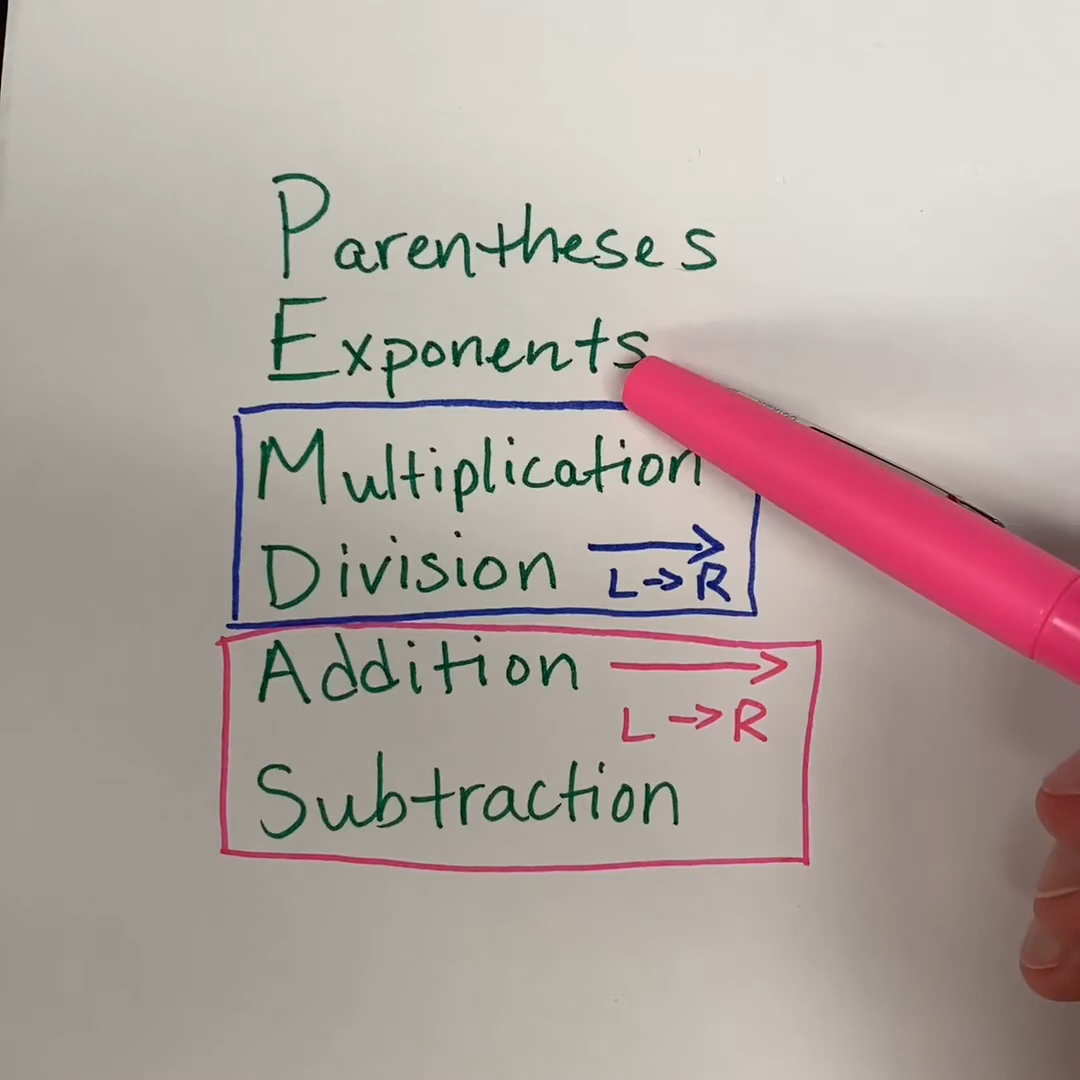 Parentheses
Exponents
Multiplication
Division
L→R
Addition
L→R
Subtraction